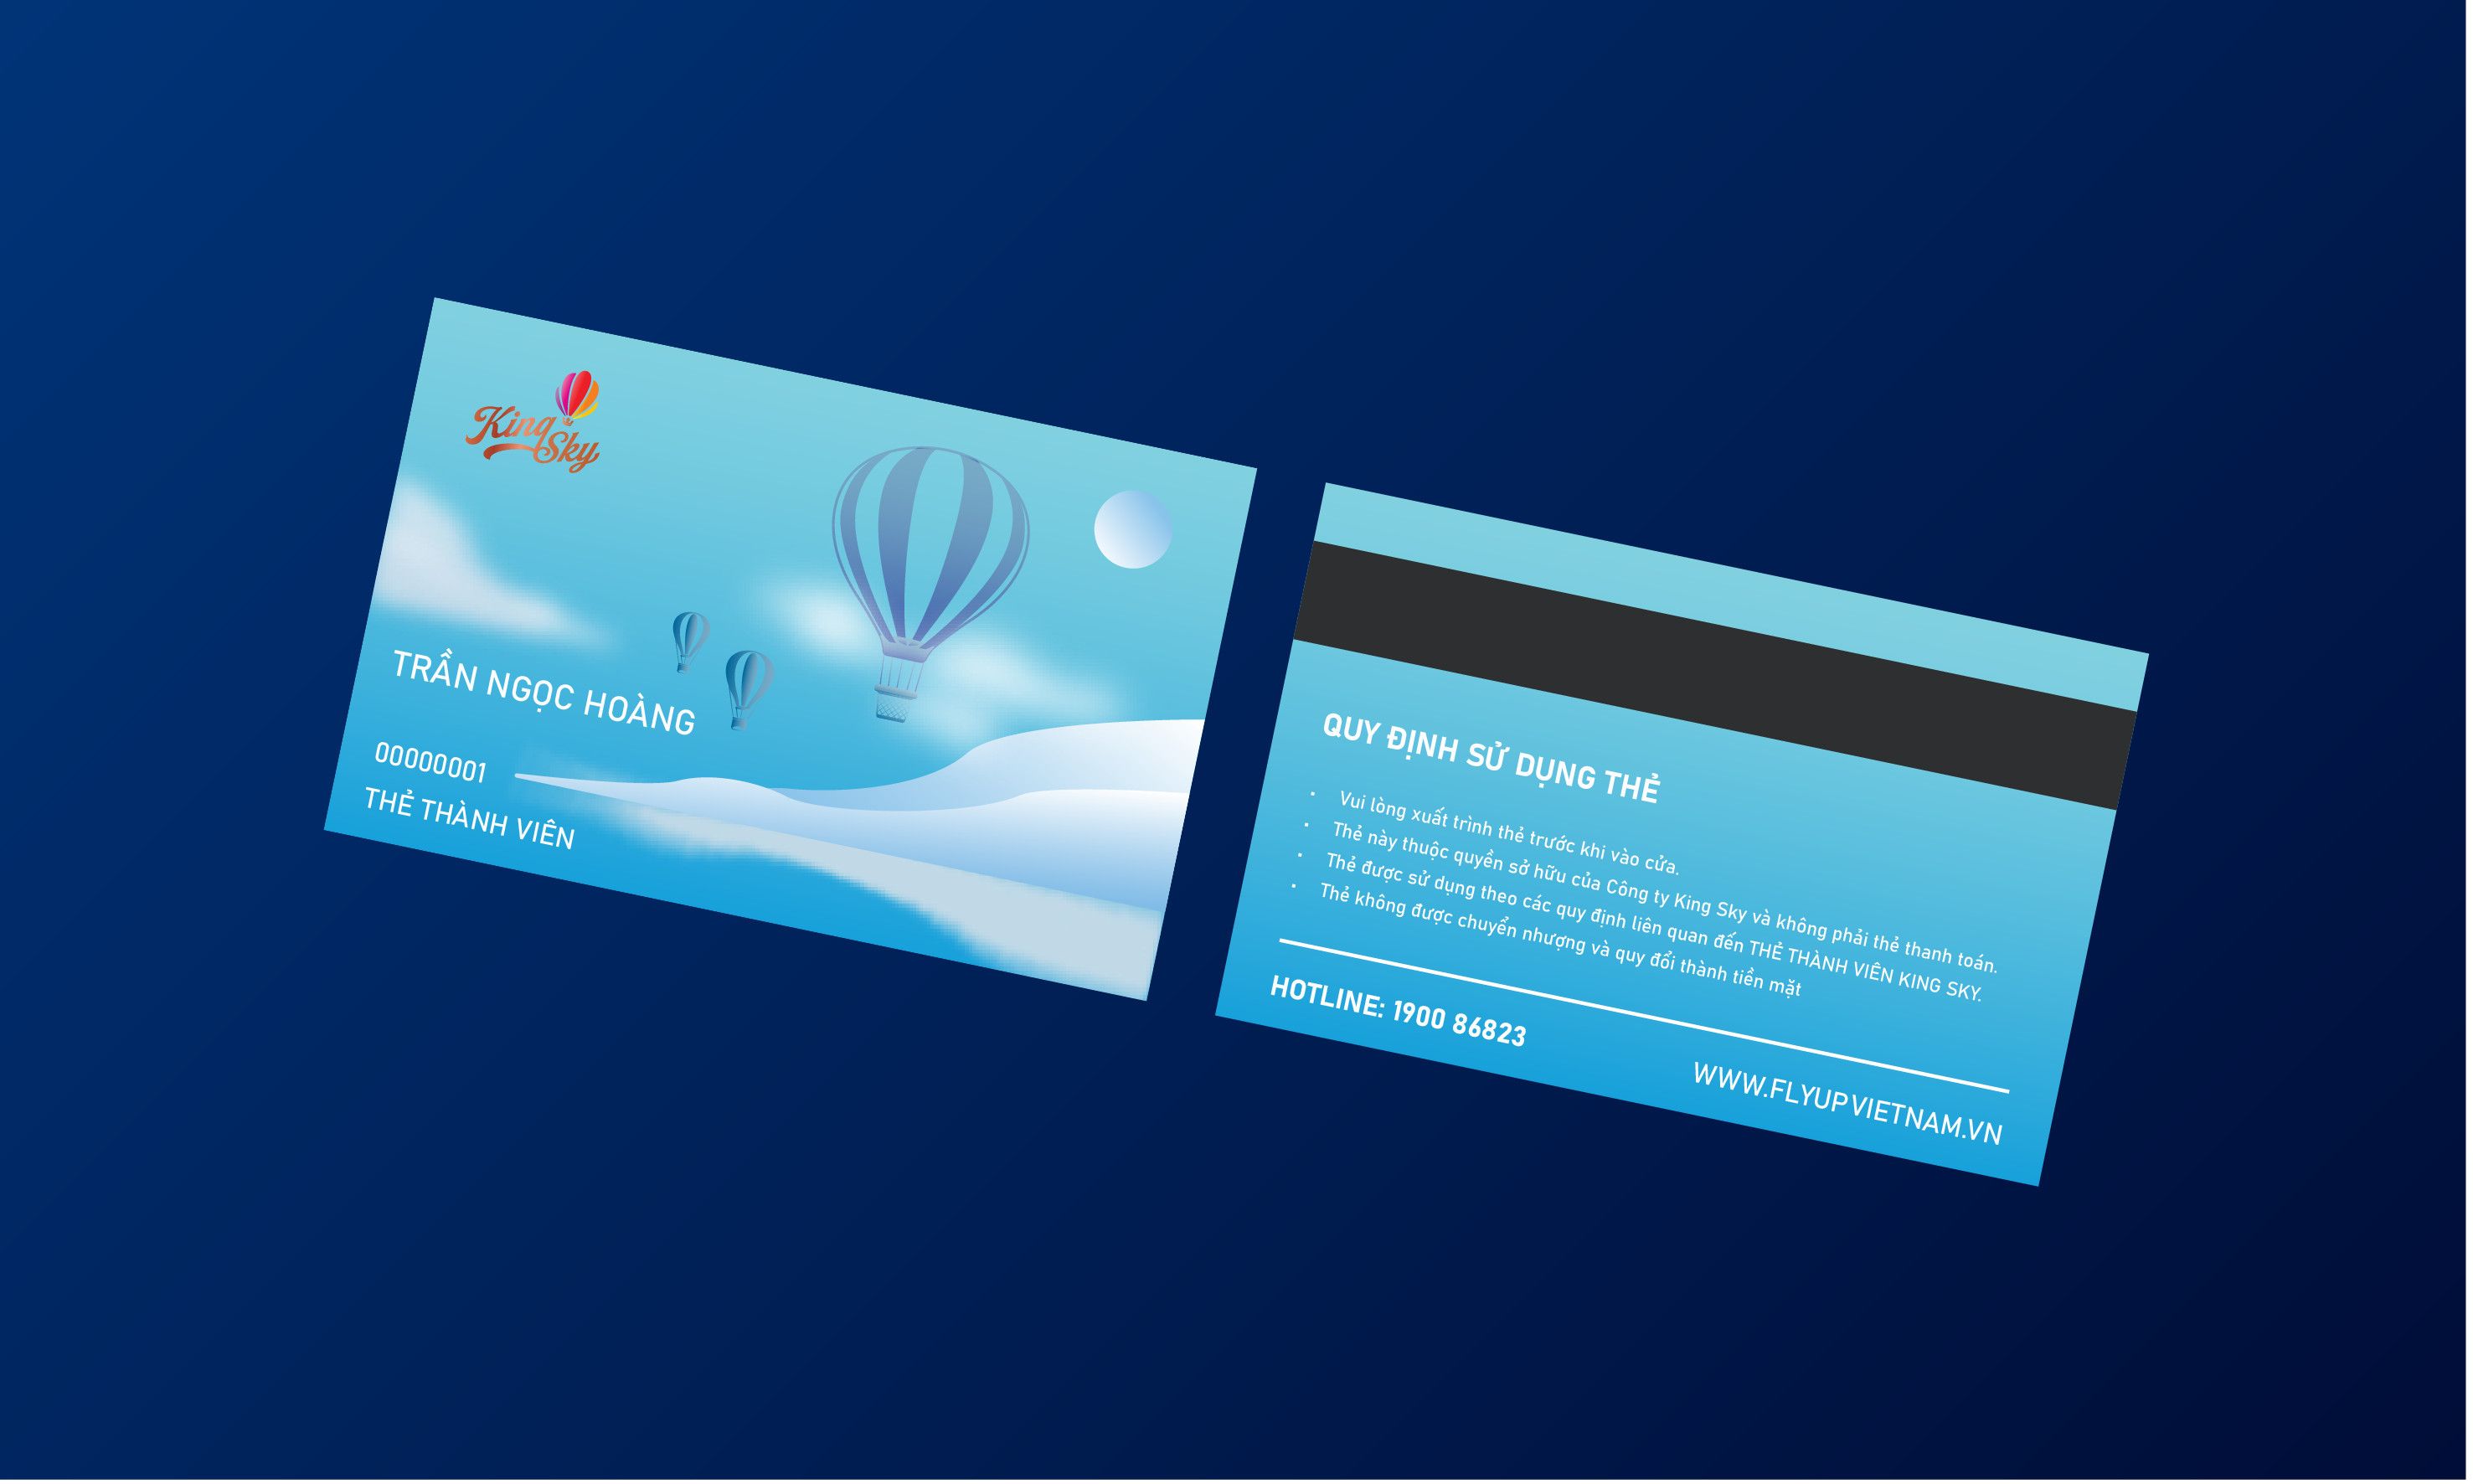 King
Sky
TRẦN NGỌC HOÀNG
00000001
THẺ THÀNH VIÊN
QUY ĐỊNH SỬ DỤNG THẺ
• Vui lòng xuất trình thẻ trước khi vào cửa.
• Thẻ này thuộc quyền sở hữu của Công ty King Sky và không phải thẻ thanh toán.
• Thẻ được sử dụng theo các quy định liên quan đến THẺ THÀNH VIÊN KING SKY.
• Thẻ không được chuyển nhượng và quy đổi thành tiền mặt
HOTLINE: 1900 86823
WWW.FLYUPVIETNAM.VN